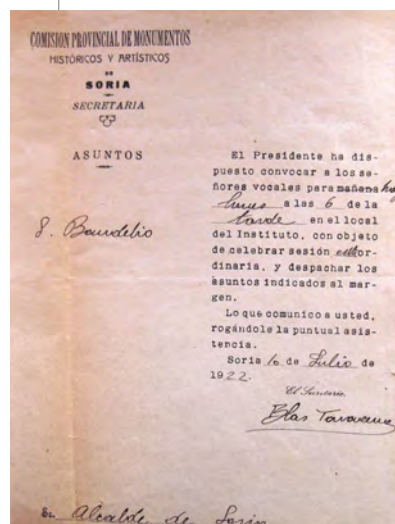 COMISION PROVINCIAL DE MONUMENTOS
HISTÓRICOS Y ARTÍSTICOS
DE
SORIA
SECRETARIA
ASUNTOS
S. Baudelio
El Presidente ha dis-
puesto convocar a los se-
ñores vocales para mañana hoy
lunes a las 6 de la
tarde en el local
del Instituto, con objeto
de celebrar sesión
dinaria, y despachar los
asuntos indicados al mar-
gen.
Lo que comunico a usted,
rogándole la puntual asis-
tencia.
Soria 10 de Julio de
1922.
El Secretario,
Blas Taracena
Sr. Alcalde de Soria